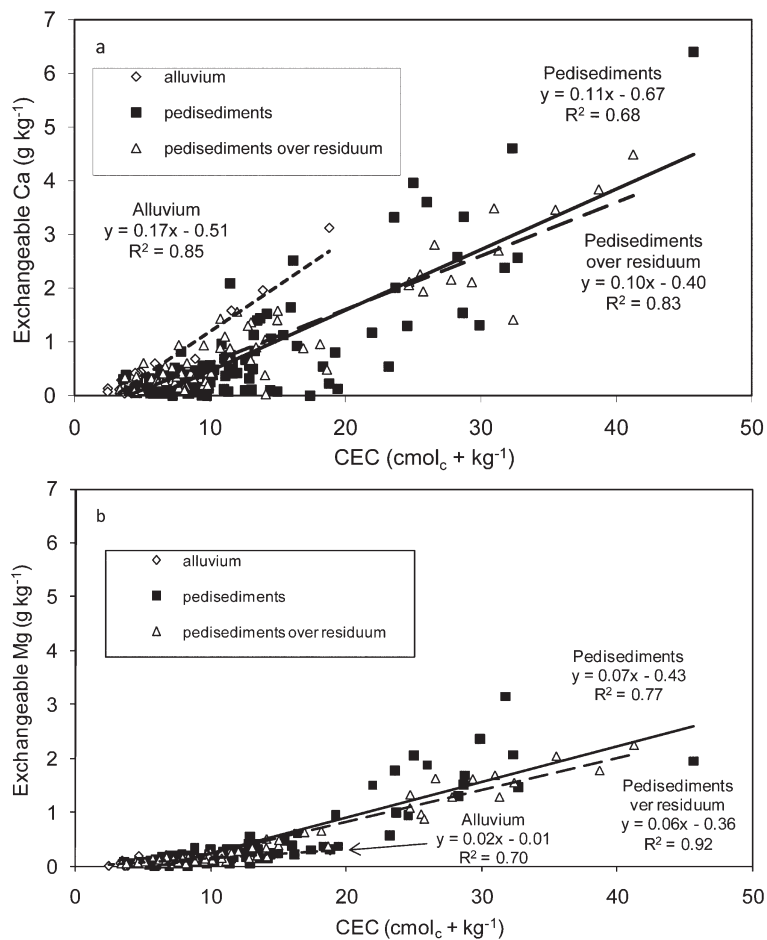 7
a
6
5
4
3
2
1
0
Exchangeable Ca (g kg-1)
alluvium
pedisediments
pedisediments over residuum
Pedisediments
y = 0.11x - 0.67
R2 = 0.68
Alluvium
y = 0.17x - 0.51
R2 = 0.85
Pedisediments
over residuum
y = 0.10x - 0.40
R2 = 0.83
0 10 20 30 40 50
CEC (cmolc + kg-1)
7
b
6
5
4
3
2
1
0
Exchangeable Mg (g kg-1)
alluvium
pedisediments
pedisediments over residuum
Pedisediments
y = 0.07x - 0.43
R2 = 0.77
Alluvium
y = 0.02x - 0.01
R2 = 0.70
Pedisediments
ver residuum
y = 0.06x - 0.36
R2 = 0.92
0 10 20 30 40 50
CEC (cmolc + kg-1)